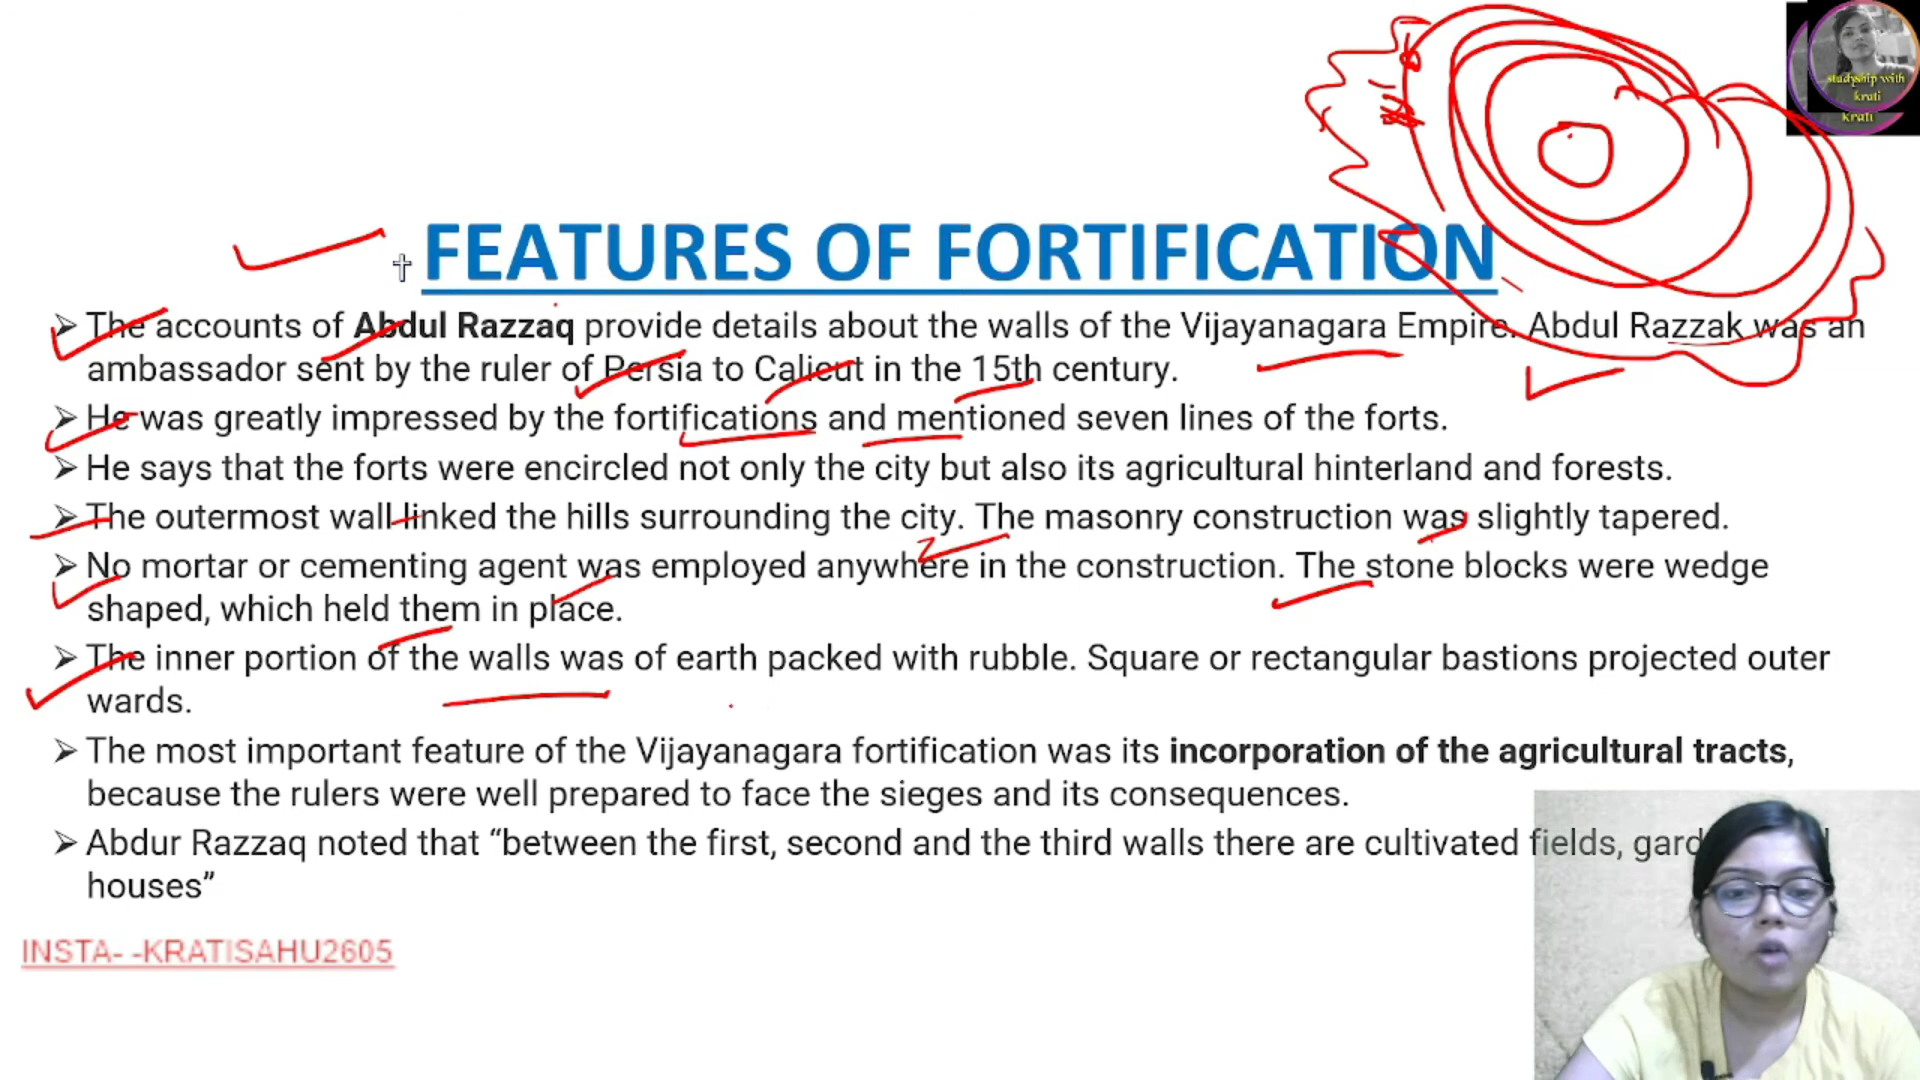 studyship with
krati
krati
FEATURES OF FORTIFICATION
➢ The accounts of Abdul Razzaq provide details about the walls of the Vijayanagara Empire. Abdul Razzak was an
ambassador sent by the ruler of Persia to Calicut in the 15th century.
➢ He was greatly impressed by the fortifications and mentioned seven lines of the forts.
➢ He says that the forts were encircled not only the city but also its agricultural hinterland and forests.
➢ The outermost wall linked the hills surrounding the city. The masonry construction was slightly tapered.
➢ No mortar or cementing agent was employed anywhere in the construction. The stone blocks were wedge
shaped, which held them in place.
➢ The inner portion of the walls was of earth packed with rubble. Square or rectangular bastions projected outer
wards.
➢ The most important feature of the Vijayanagara fortification was its incorporation of the agricultural tracts,
because the rulers were well prepared to face the sieges and its consequences.
➢ Abdur Razzaq noted that “between the first, second and the third walls there are cultivated fields,
houses”
INSTA- -KRATISAHU2605